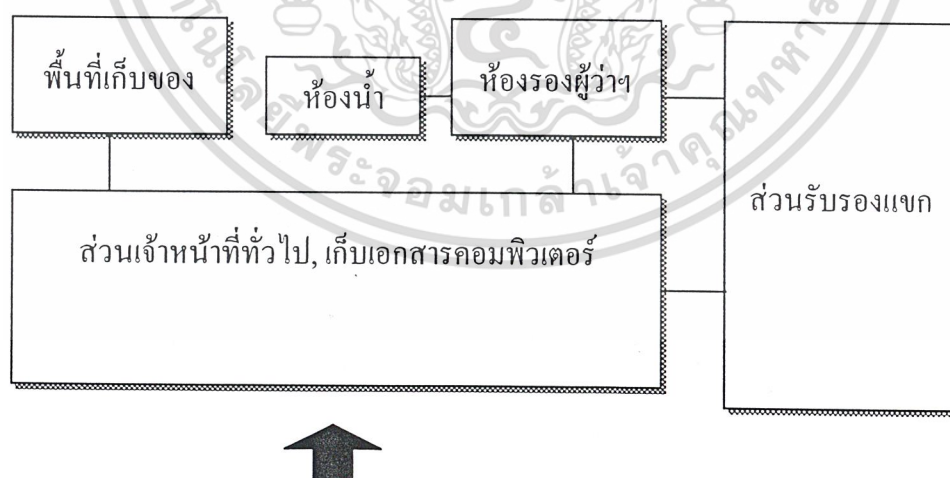 พื้นที่เก็บของ
ห้องน้ำ
ห้องรองผู้ว่าฯ
ส่วนรับรองแขก
ส่วนเจ้าหน้าที่ทั่วไป, เก็บเอกสารคอมพิวเตอร์